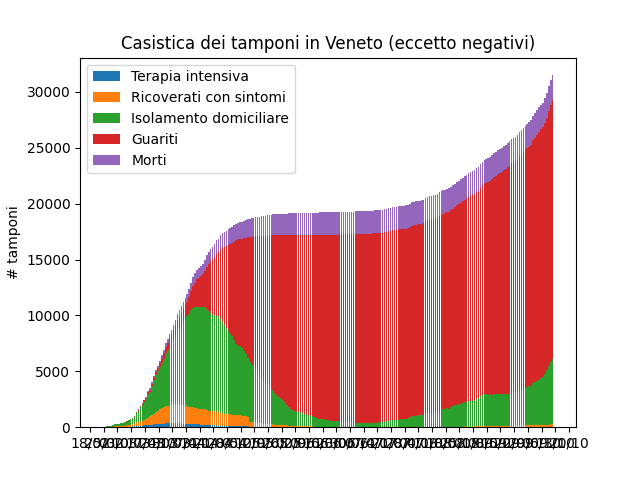 Casistica dei tamponi in Veneto (eccetto negativi)
Terapia intensiva
Ricoverati con sintomi
Isolamento domiciliare
Guariti
Morti
# tamponi
30000
25000
20000
15000
10000
5000
0